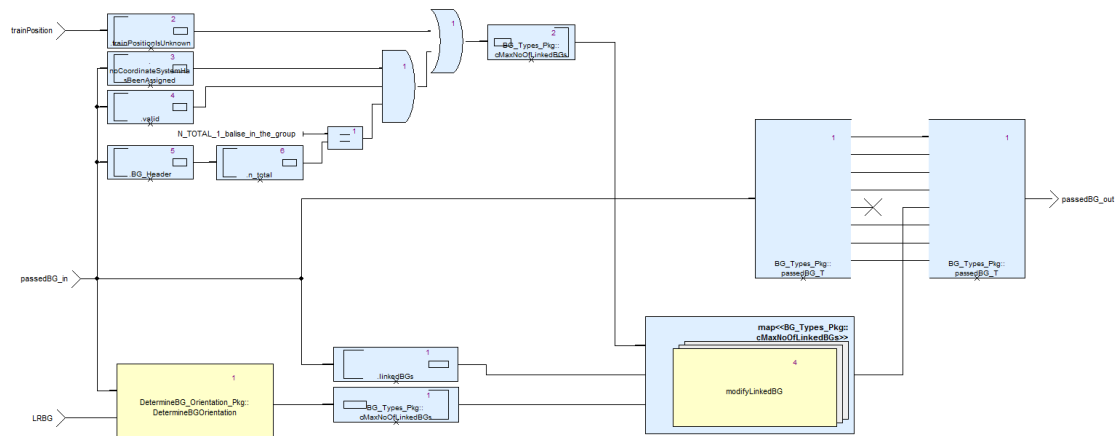 trainPosition
2
.
trainPositionIsUnknown
3
.
noCoordinateSystemHa
sBeenAssigned
4
.valid
5
.BG_Header
6
.n_total
N_TOTAL_1_balise_in_the_group
1
1
1
2
BG_Types_Pkg::
cMaxNoOfLinkedBGs
passedBG_in
LRBG
1
DetermineBG_Orientation_Pkg::
DetermineBGOrientation
1
.linkedBGs
1
BG_Types_Pkg::
cMaxNoOfLinkedBGs
map<<BG_Types_Pkg::
cMaxNoOfLinkedBGs>>
4
modifyLinkedBG
1
BG_Types_Pkg::
passedBG_T
1
BG_Types_Pkg::
passedBG_T
passedBG_out